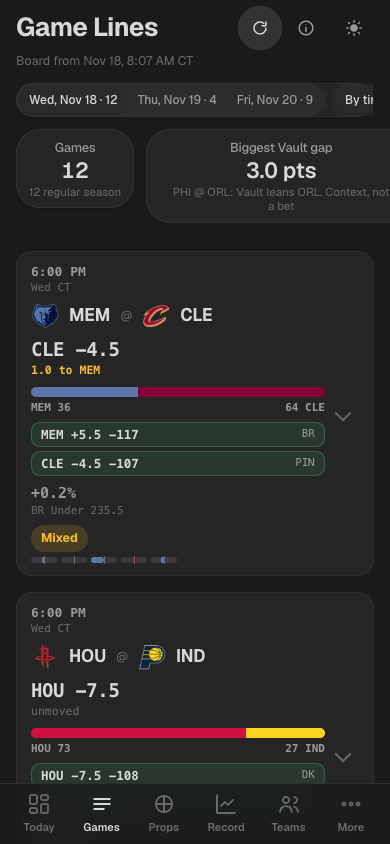 Game Lines
Board from Nov 18, 8:07 AM CT
Wed, Nov 18 · 12
Thu, Nov 19 · 4
Fri, Nov 20 · 9
By
Games
12
12 regular season
Biggest Vault gap
3.0 pts
PHI @ ORL: Vault leans ORL. Context, not
a bet
6:00 PM
Wed CT
MEM @ CLE
CLE −4.5
1.0 to MEM
MEM 36
64 CLE
MEM +5.5 −117 BR
CLE −4.5 −107 PIN
+0.2%
BR Under 235.5
Mixed
6:00 PM
Wed CT
HOU @ IND
HOU −7.5
unmoved
HOU 73
27 IND
HOU −7.5 −108 DK
Today
Games
Props
Record
Teams
More